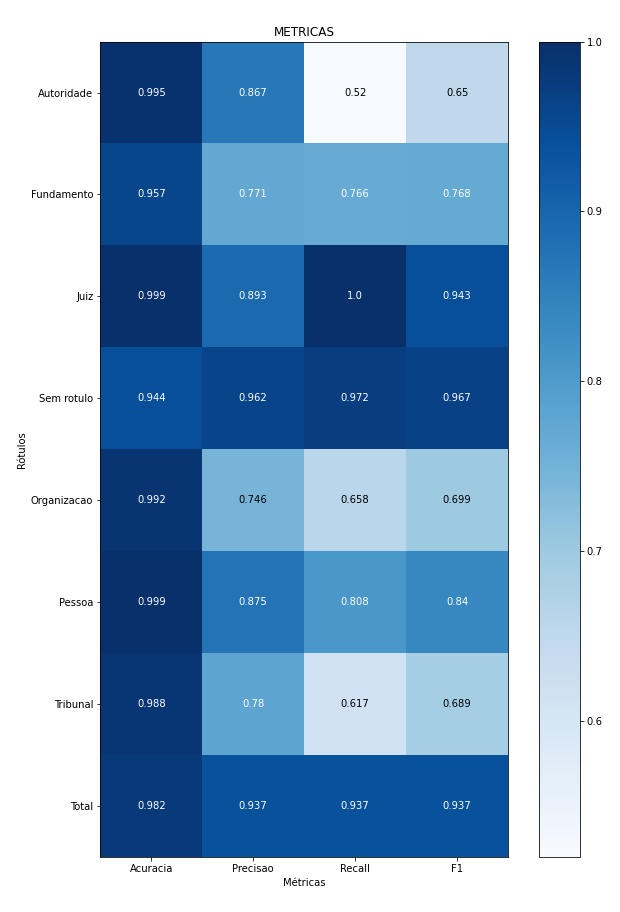 METRICAS
Autoridade 0.995 0.867 0.52 0.65
Fundamento 0.957 0.771 0.766 0.768
Juiz 0.999 0.893 1.0 0.943
Sem rotulo 0.944 0.962 0.972 0.967
Organizacao 0.992 0.746 0.658 0.699
Pessoa 0.999 0.875 0.808 0.84
Tribunal 0.988 0.78 0.617 0.689
Total 0.982 0.937 0.937 0.937
Rótulos
Acuracia Precisao Recall F1
Métricas
1.0
0.9
0.8
0.7
0.6